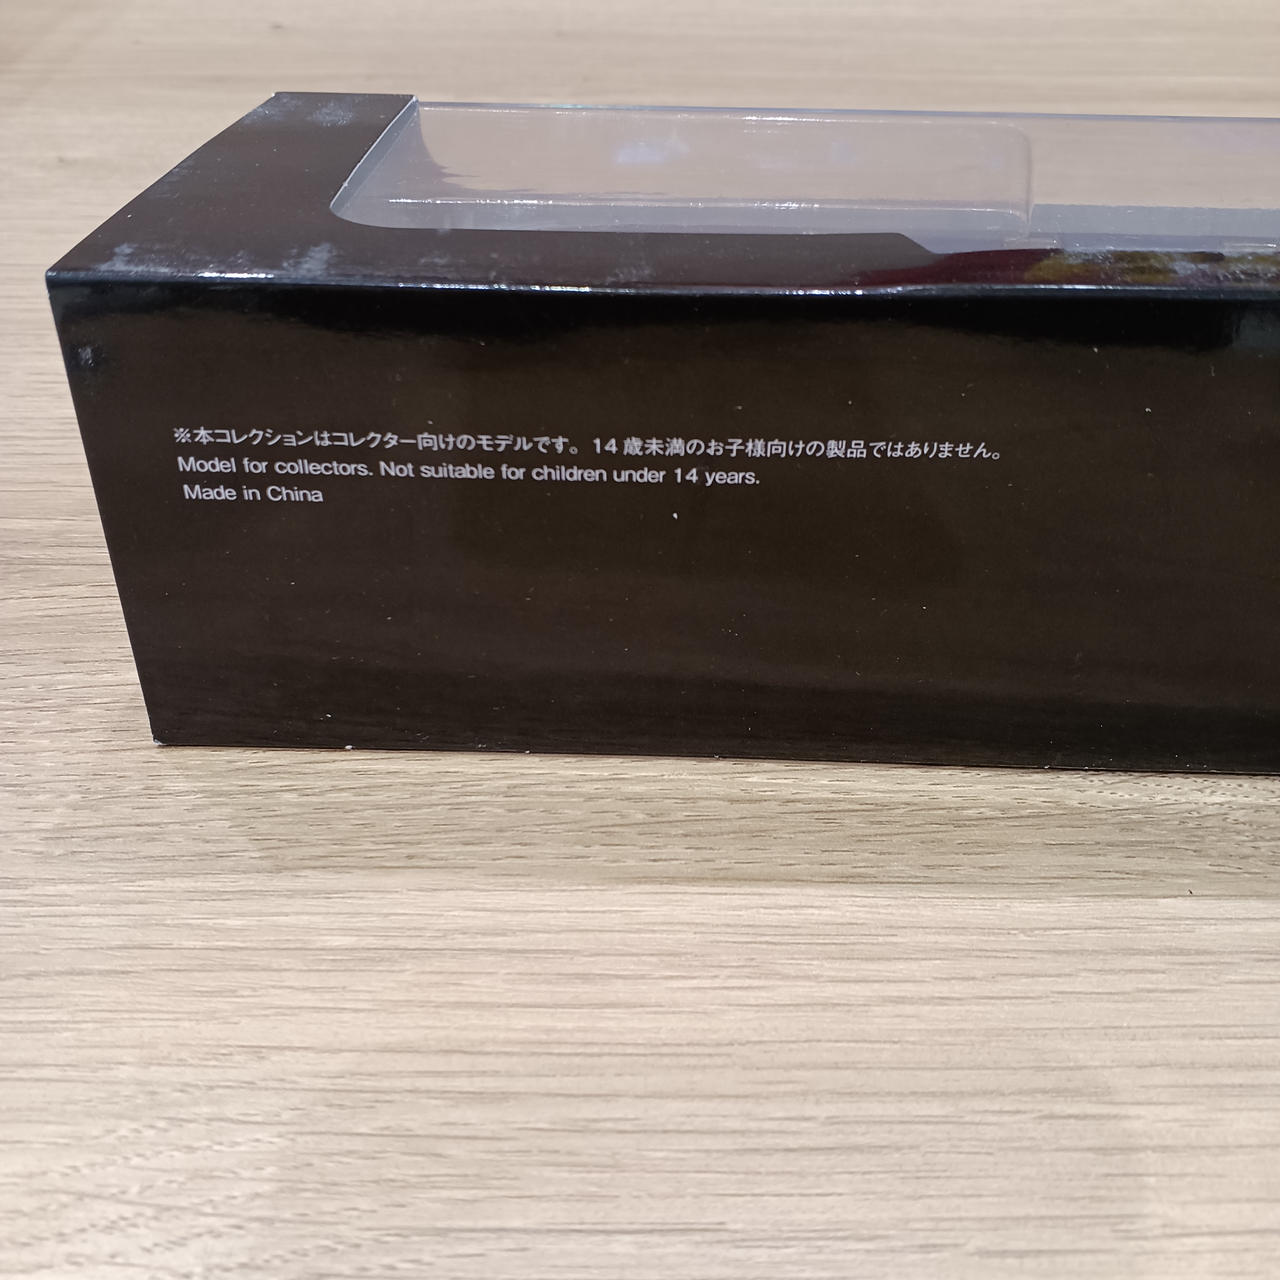 ※本コレクションはコレクター向けのモデルです。14歳未満のお子様向けの製品ではありません。
Model for collectors. Not suitable for children under 14 years.
Made in China